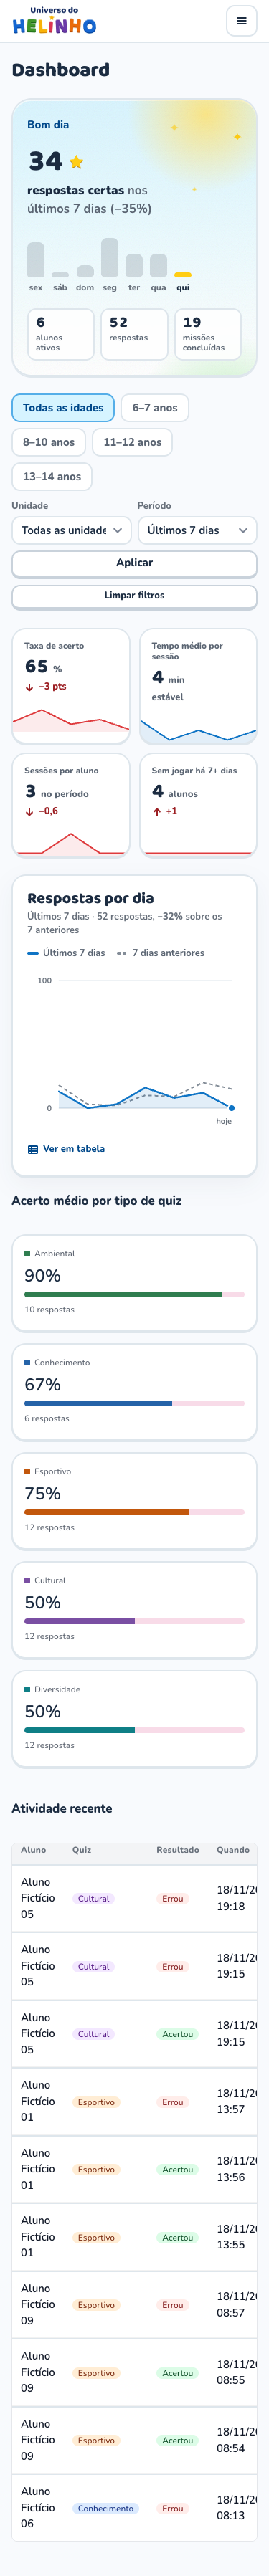 Universo do
HELINHO
Dashboard
Bom dia
34
respostas certas nos
últimos 7 dias (−35%)
sex sáb dom seg ter qua qui
6
alunos
ativos
52
respostas
19
missões
concluídas
Todas as idades
6–7 anos
8–10 anos
11–12 anos
13–14 anos
Unidade
Período
Todas as unidade
Últimos 7 dias
Aplicar
Limpar filtros
Taxa de acerto
65 %
−3 pts
Tempo médio por
sessão
4 min
estável
Sessões por aluno
3 no período
−0,6
Sem jogar há 7+ dias
4 alunos
+1
Respostas por dia
Últimos 7 dias · 52 respostas, −32% sobre os
7 anteriores
Últimos 7 dias
7 dias anteriores
100
0
hoje
Ver em tabela
Acerto médio por tipo de quiz
Ambiental
90%
10 respostas
Conhecimento
67%
6 respostas
Esportivo
75%
12 respostas
Cultural
50%
12 respostas
Diversidade
50%
12 respostas
Atividade recente
Aluno Quiz Resultado Quando
Aluno
Fictício
05
Cultural
Errou
18/11/20
19:18
Aluno
Fictício
05
Cultural
Errou
18/11/20
19:15
Aluno
Fictício
05
Cultural
Acertou
18/11/20
19:15
Aluno
Fictício
01
Esportivo
Errou
18/11/20
13:57
Aluno
Fictício
01
Esportivo
Acertou
18/11/20
13:56
Aluno
Fictício
01
Esportivo
Acertou
18/11/20
13:55
Aluno
Fictício
09
Esportivo
Errou
18/11/20
08:57
Aluno
Fictício
09
Esportivo
Acertou
18/11/20
08:55
Aluno
Fictício
09
Esportivo
Acertou
18/11/20
08:54
Aluno
Fictício
06
Conhecimento
Errou
18/11/20
08:13